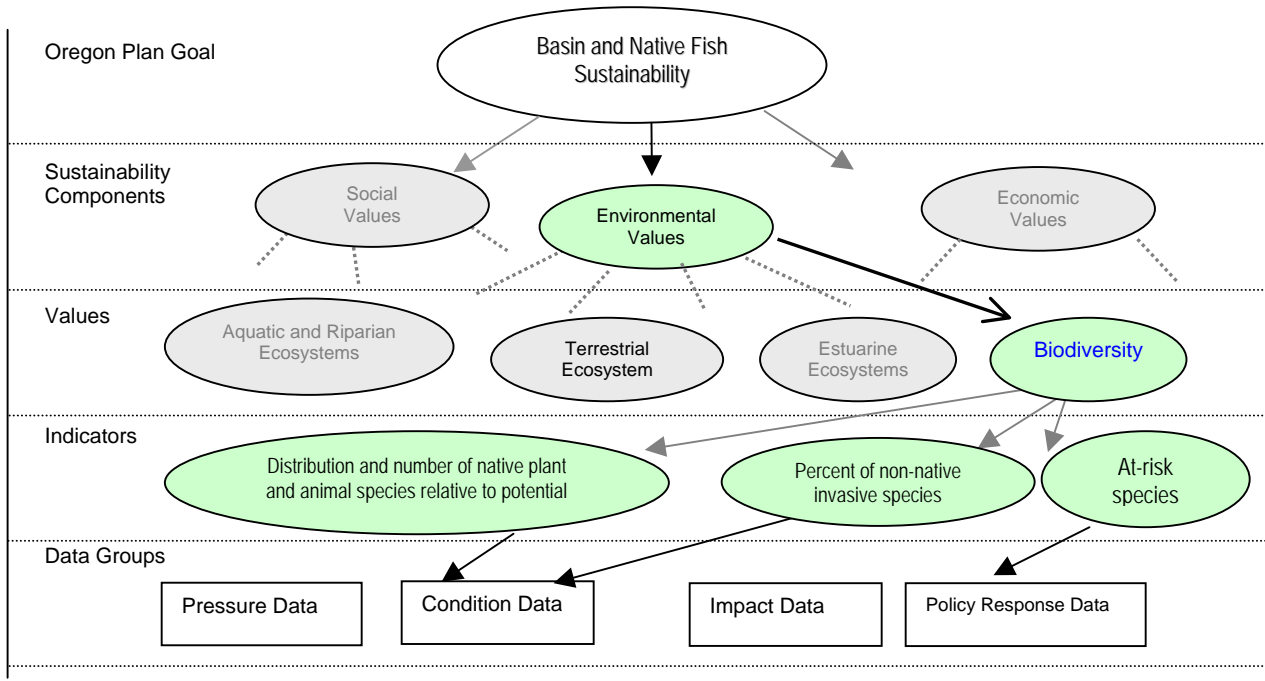 Oregon Plan Goal
Basin and Native Fish
Sustainability
Sustainability
Components
Social
Values
Environmental
Values
Economic
Values
Values
Aquatic and Riparian
Ecosystems
Terrestrial
Ecosystem
Estuarine
Ecosystems
Biodiversity
Indicators
Distribution and number of native plant
and animal species relative to potential
Percent of non-native
invasive species
At-risk
species
Data Groups
Pressure Data
Condition Data
Impact Data
Policy Response Data